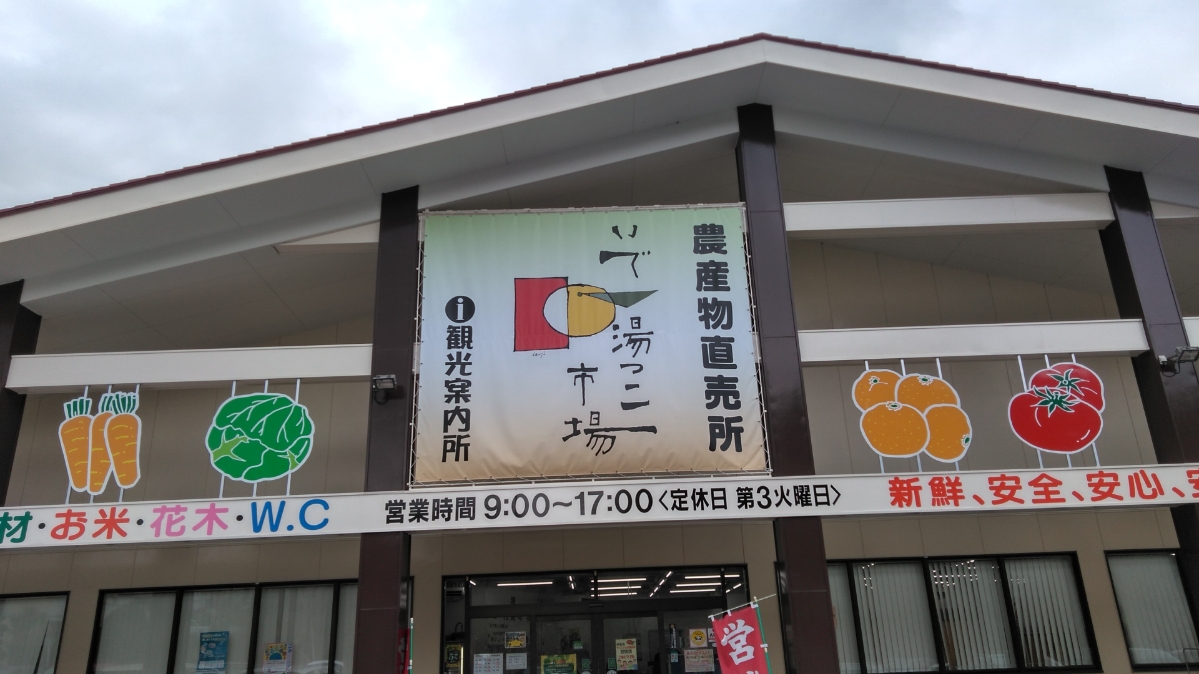 農産物直売所
いで湯っこ市場
i観光案内所
材・お米・花木・W.C
営業時間 9:00～17:00〈定休日 第3火曜日〉
新鮮、安全、安心、安
営